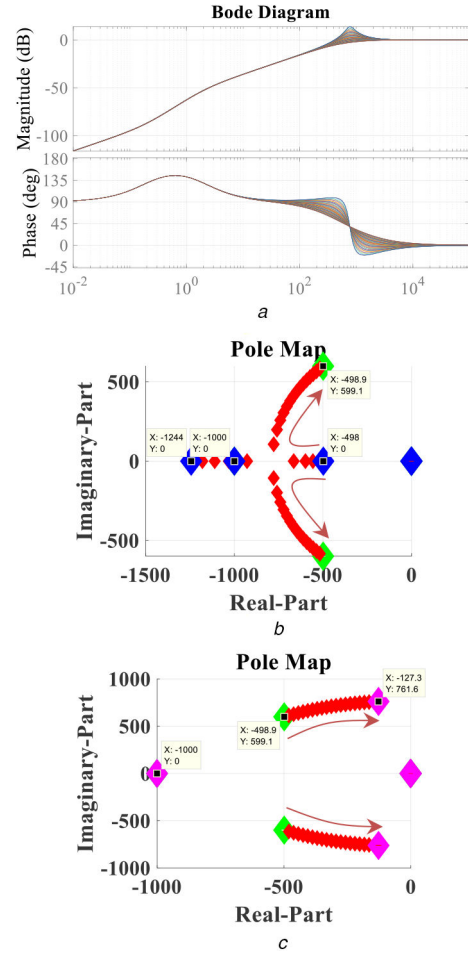 Bode Diagram
Magnitude (dB)
0
-50
-100
Phase (deg)
180
135
90
45
0
-45
10^-2
10^0
10^2
10^4
a
Pole Map
Imaginary-Part
500
0
-500
X: -498.9
Y: 599.1
X: -1244
Y: 0
X: -1000
Y: 0
X: -498
Y: 0
-1500
-1000
-500
0
Real-Part
b
Pole Map
Imaginary-Part
1000
500
0
-500
-1000
X: -127.3
Y: 761.6
X: -498.9
Y: 599.1
X: -1000
Y: 0
-1000
-500
0
Real-Part
c